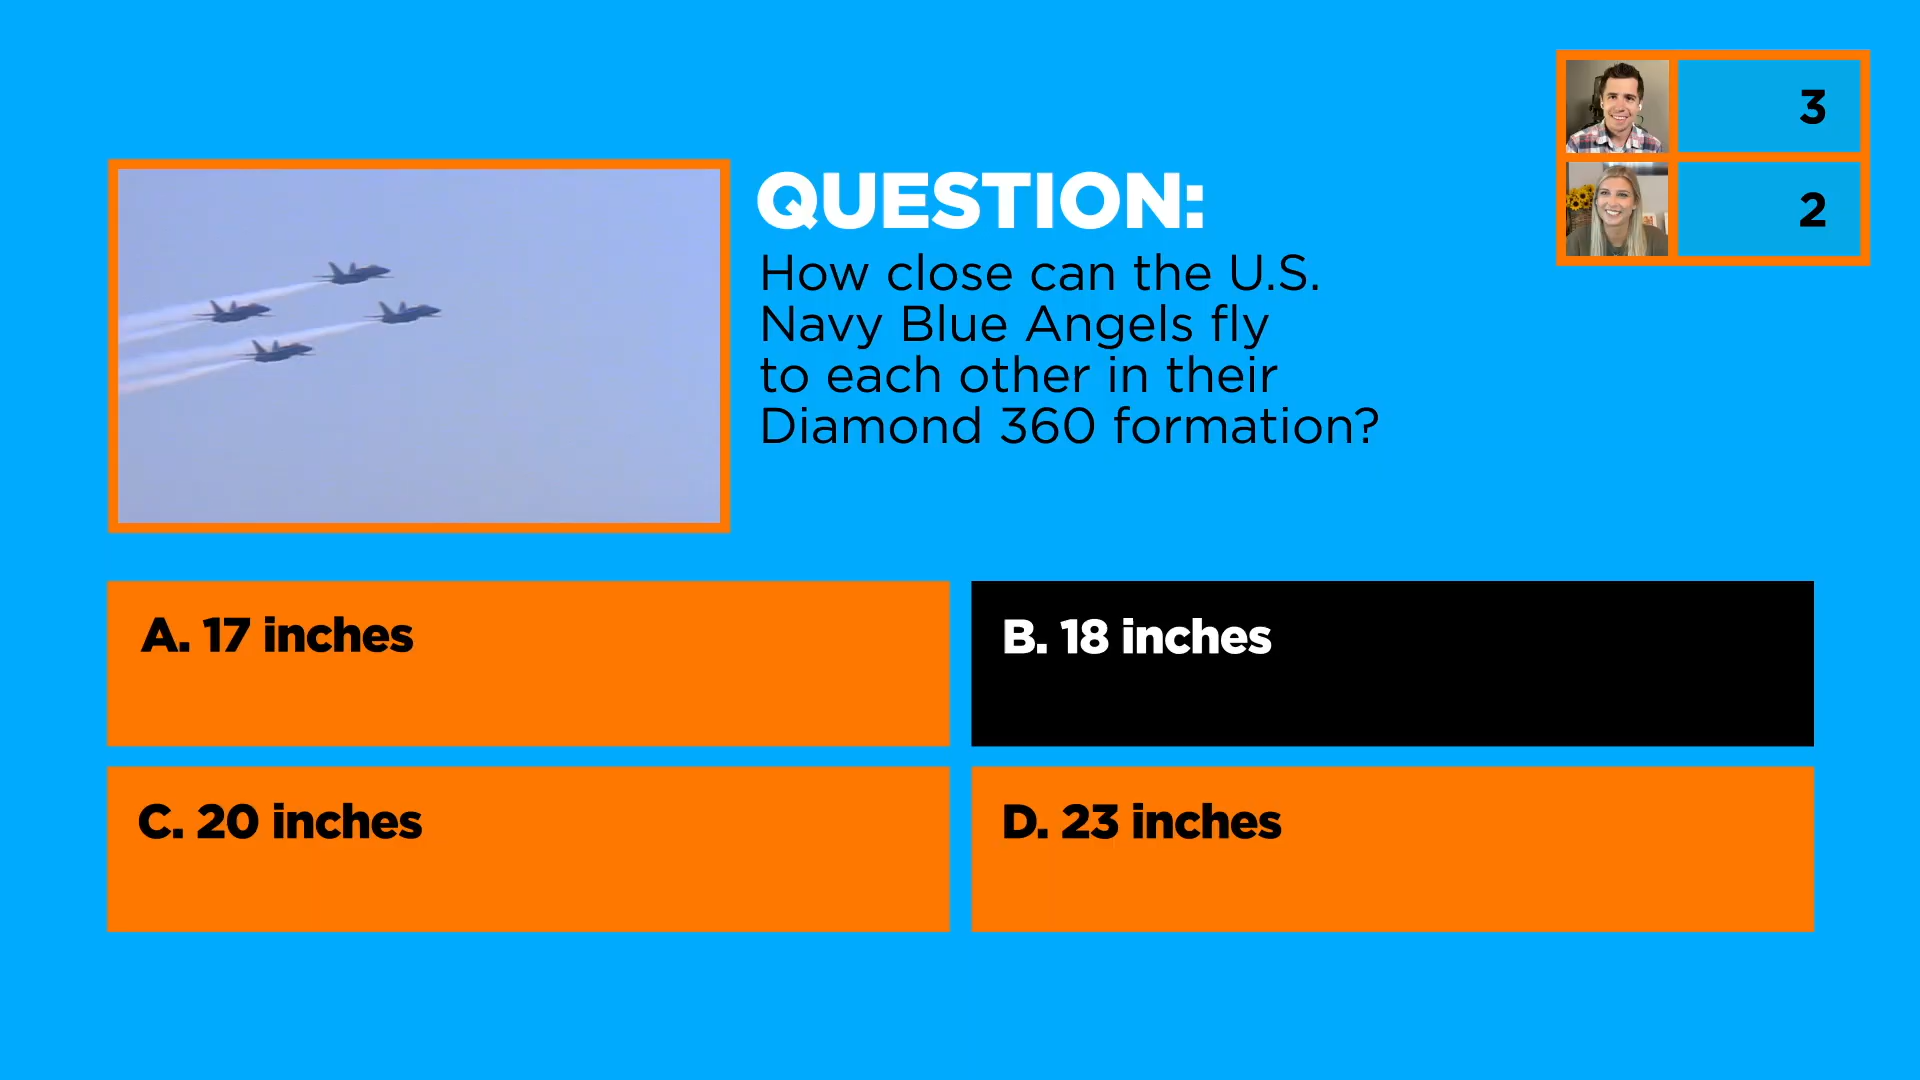 3
2
QUESTION:
How close can the U.S.
Navy Blue Angels fly
to each other in their
Diamond 360 formation?
A. 17 inches
B. 18 inches
C. 20 inches
D. 23 inches